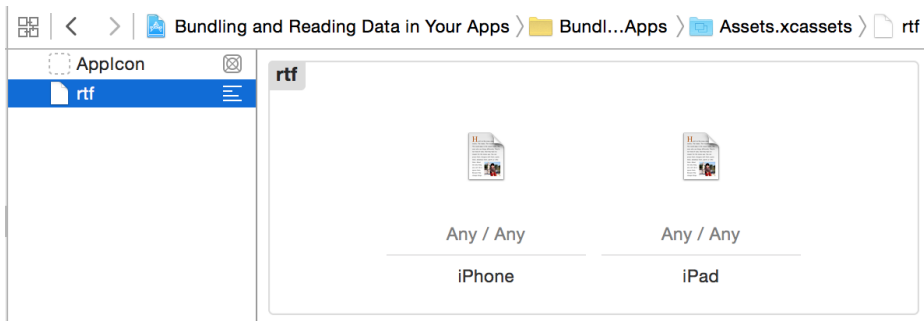 Bundling and Reading Data in Your Apps Bundl...Apps Assets.xcassets rtf
AppIcon
rtf
rtf
Any / Any Any / Any
iPhone iPad